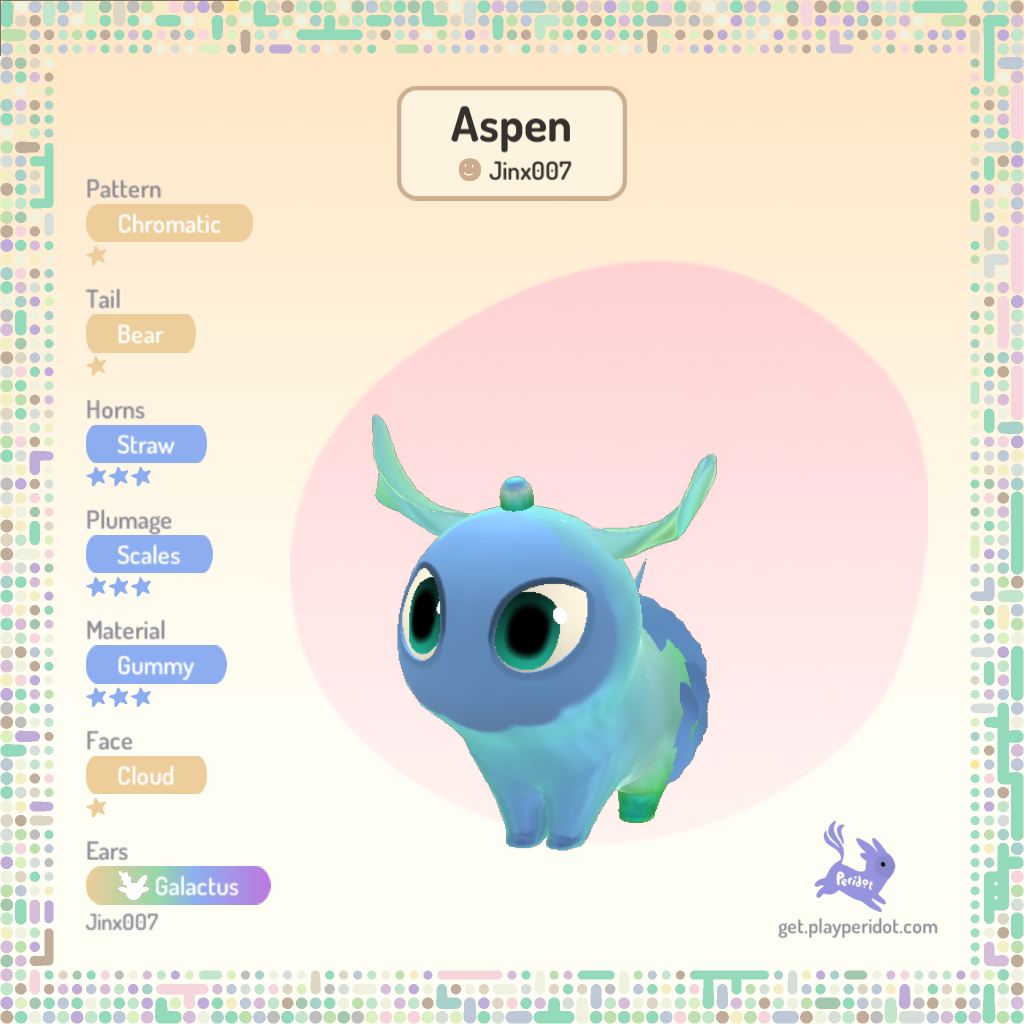 Aspen
Jinx007
Pattern
Chromatic
Tail
Bear
Horns
Straw
Plumage
Scales
Material
Gummy
Face
Cloud
Ears
Galactus
Jinx007
Peridot
get.playperidot.com